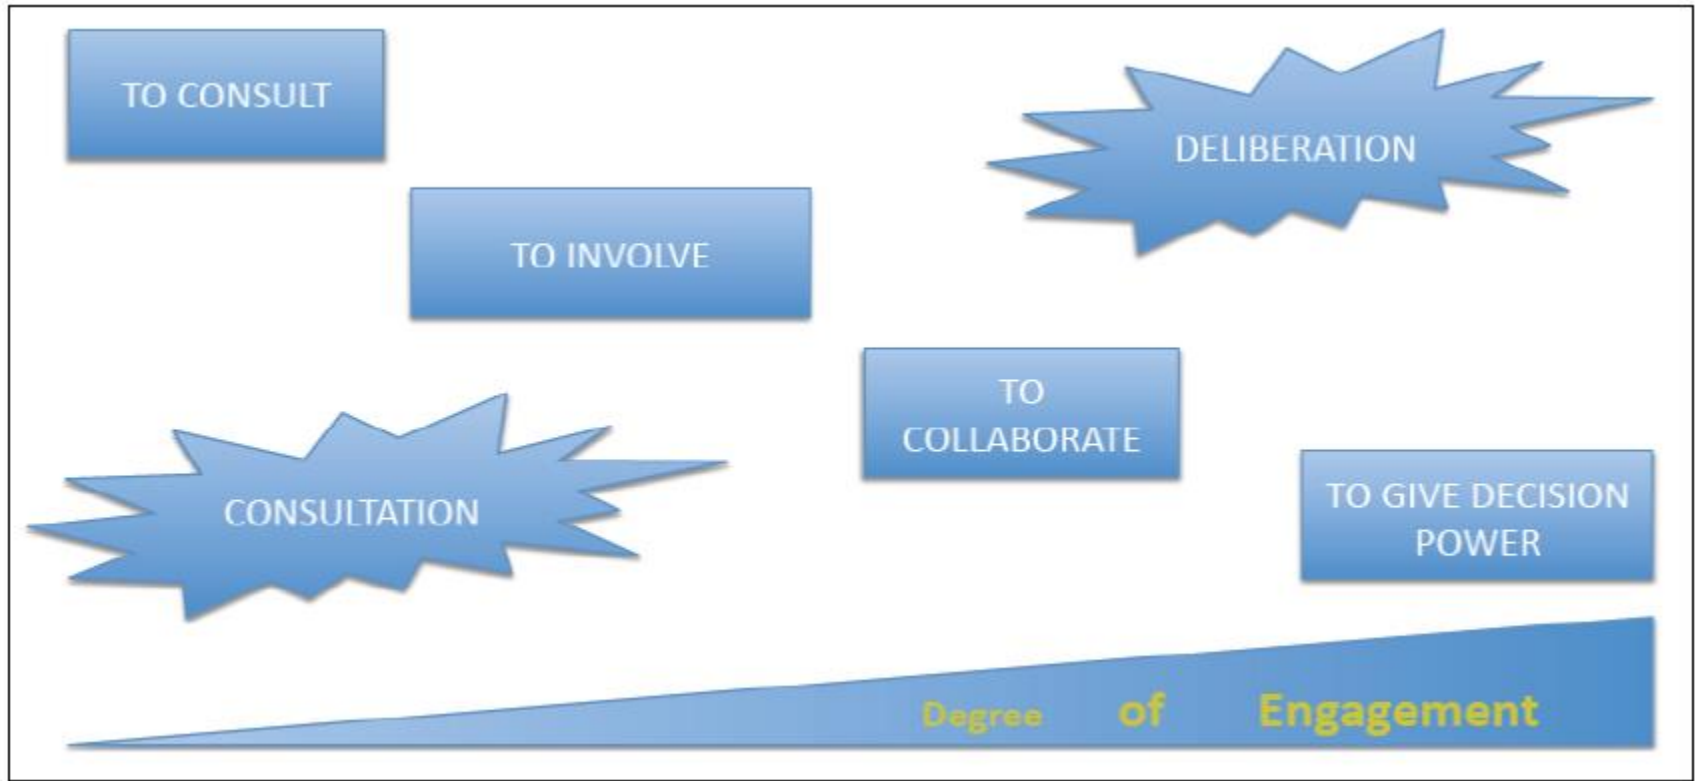 TO CONSULT
DELIBERATION
TO INVOLVE
TO
COLLABORATE
CONSULTATION
TO GIVE DECISION
POWER
Degree of Engagement